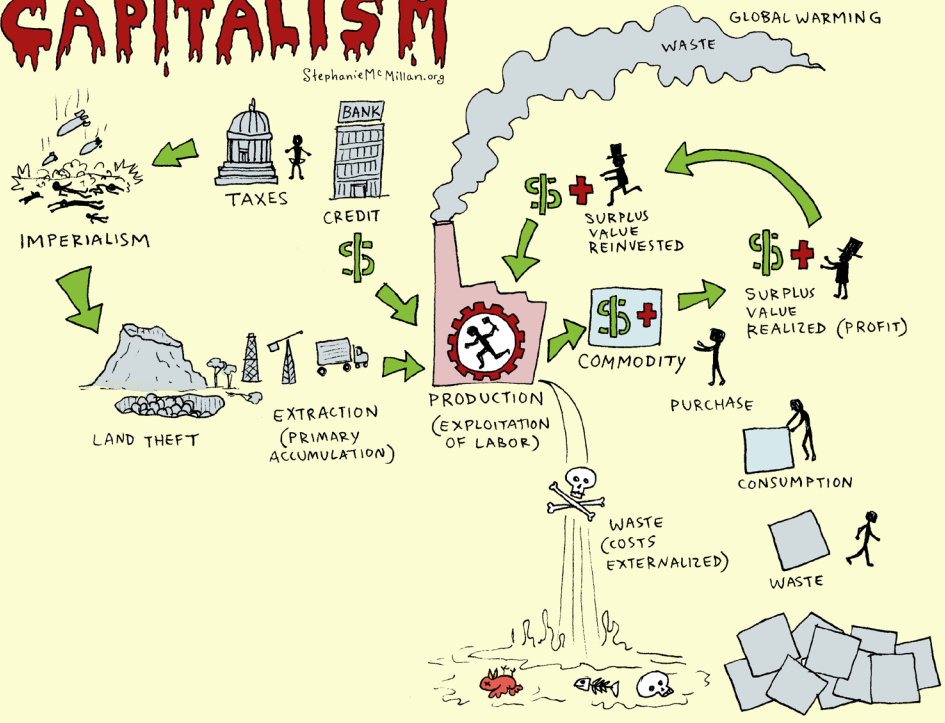 CAPITALISM
StephanieMcMillan.org
GLOBAL WARMING
WASTE
BANK
TAXES
CREDIT
$
IMPERIALISM
$+
SURPLUS
VALUE
REINVESTED
$+
SURPLUS
VALUE
REALIZED (PROFIT)
$+
COMMODITY
PURCHASE
LAND THEFT
EXTRACTION
(PRIMARY
ACCUMULATION)
PRODUCTION
(EXPLOITATION
OF LABOR)
CONSUMPTION
WASTE
(COSTS
EXTERNALIZED)
WASTE